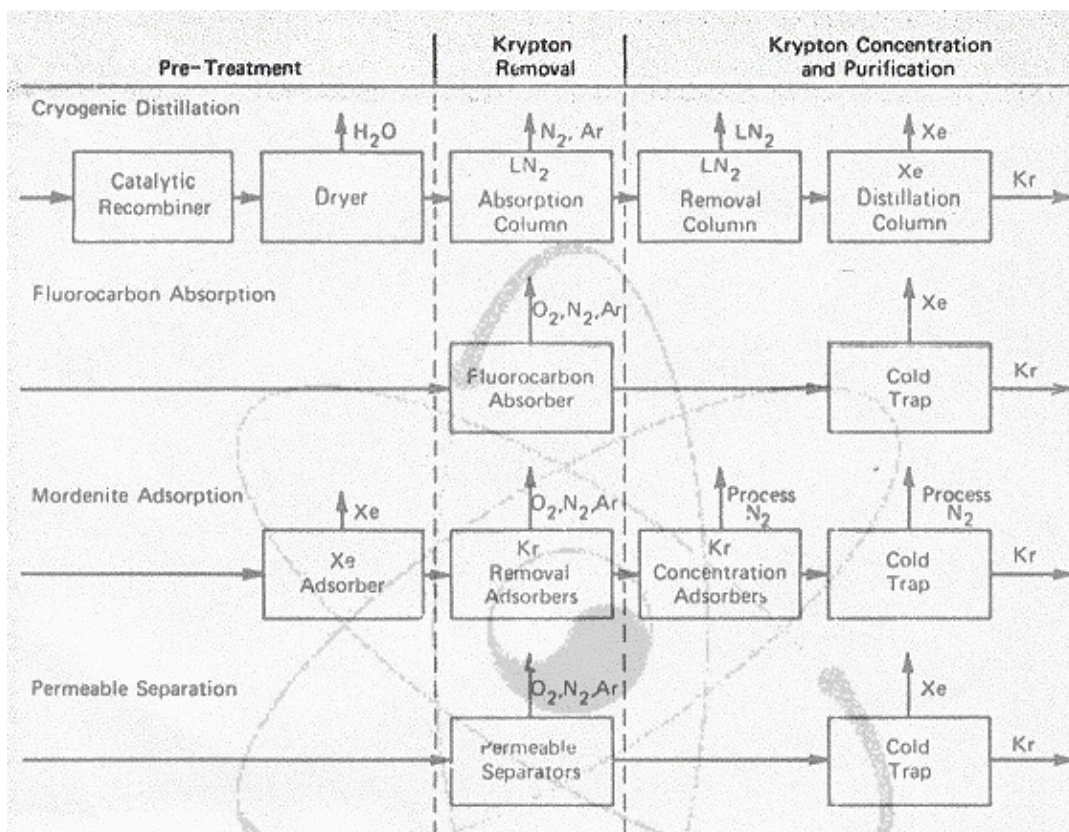 Pre-Treatment
Krypton
Removal
Krypton Concentration
and Purification
Cryogenic Distillation
H2O
N2, Ar
LN2
Xe
Catalytic
Recombiner
Dryer
LN2
Absorption
Column
LN2
Removal
Column
Xe
Distillation
Column
Kr
Fluorocarbon Absorption
O2,N2,Ar
Xe
Fluorocarbon
Absorber
Cold
Trap
Kr
Mordenite Adsorption
Xe
O2,N2,Ar
Process
N2
Process
N2
Xe
Adsorber
Kr
Removal
Adsorbers
Kr
Concentration
Adsorbers
Cold
Trap
Kr
Permeable Separation
O2,N2,Ar
Xe
Permeable
Separators
Cold
Trap
Kr